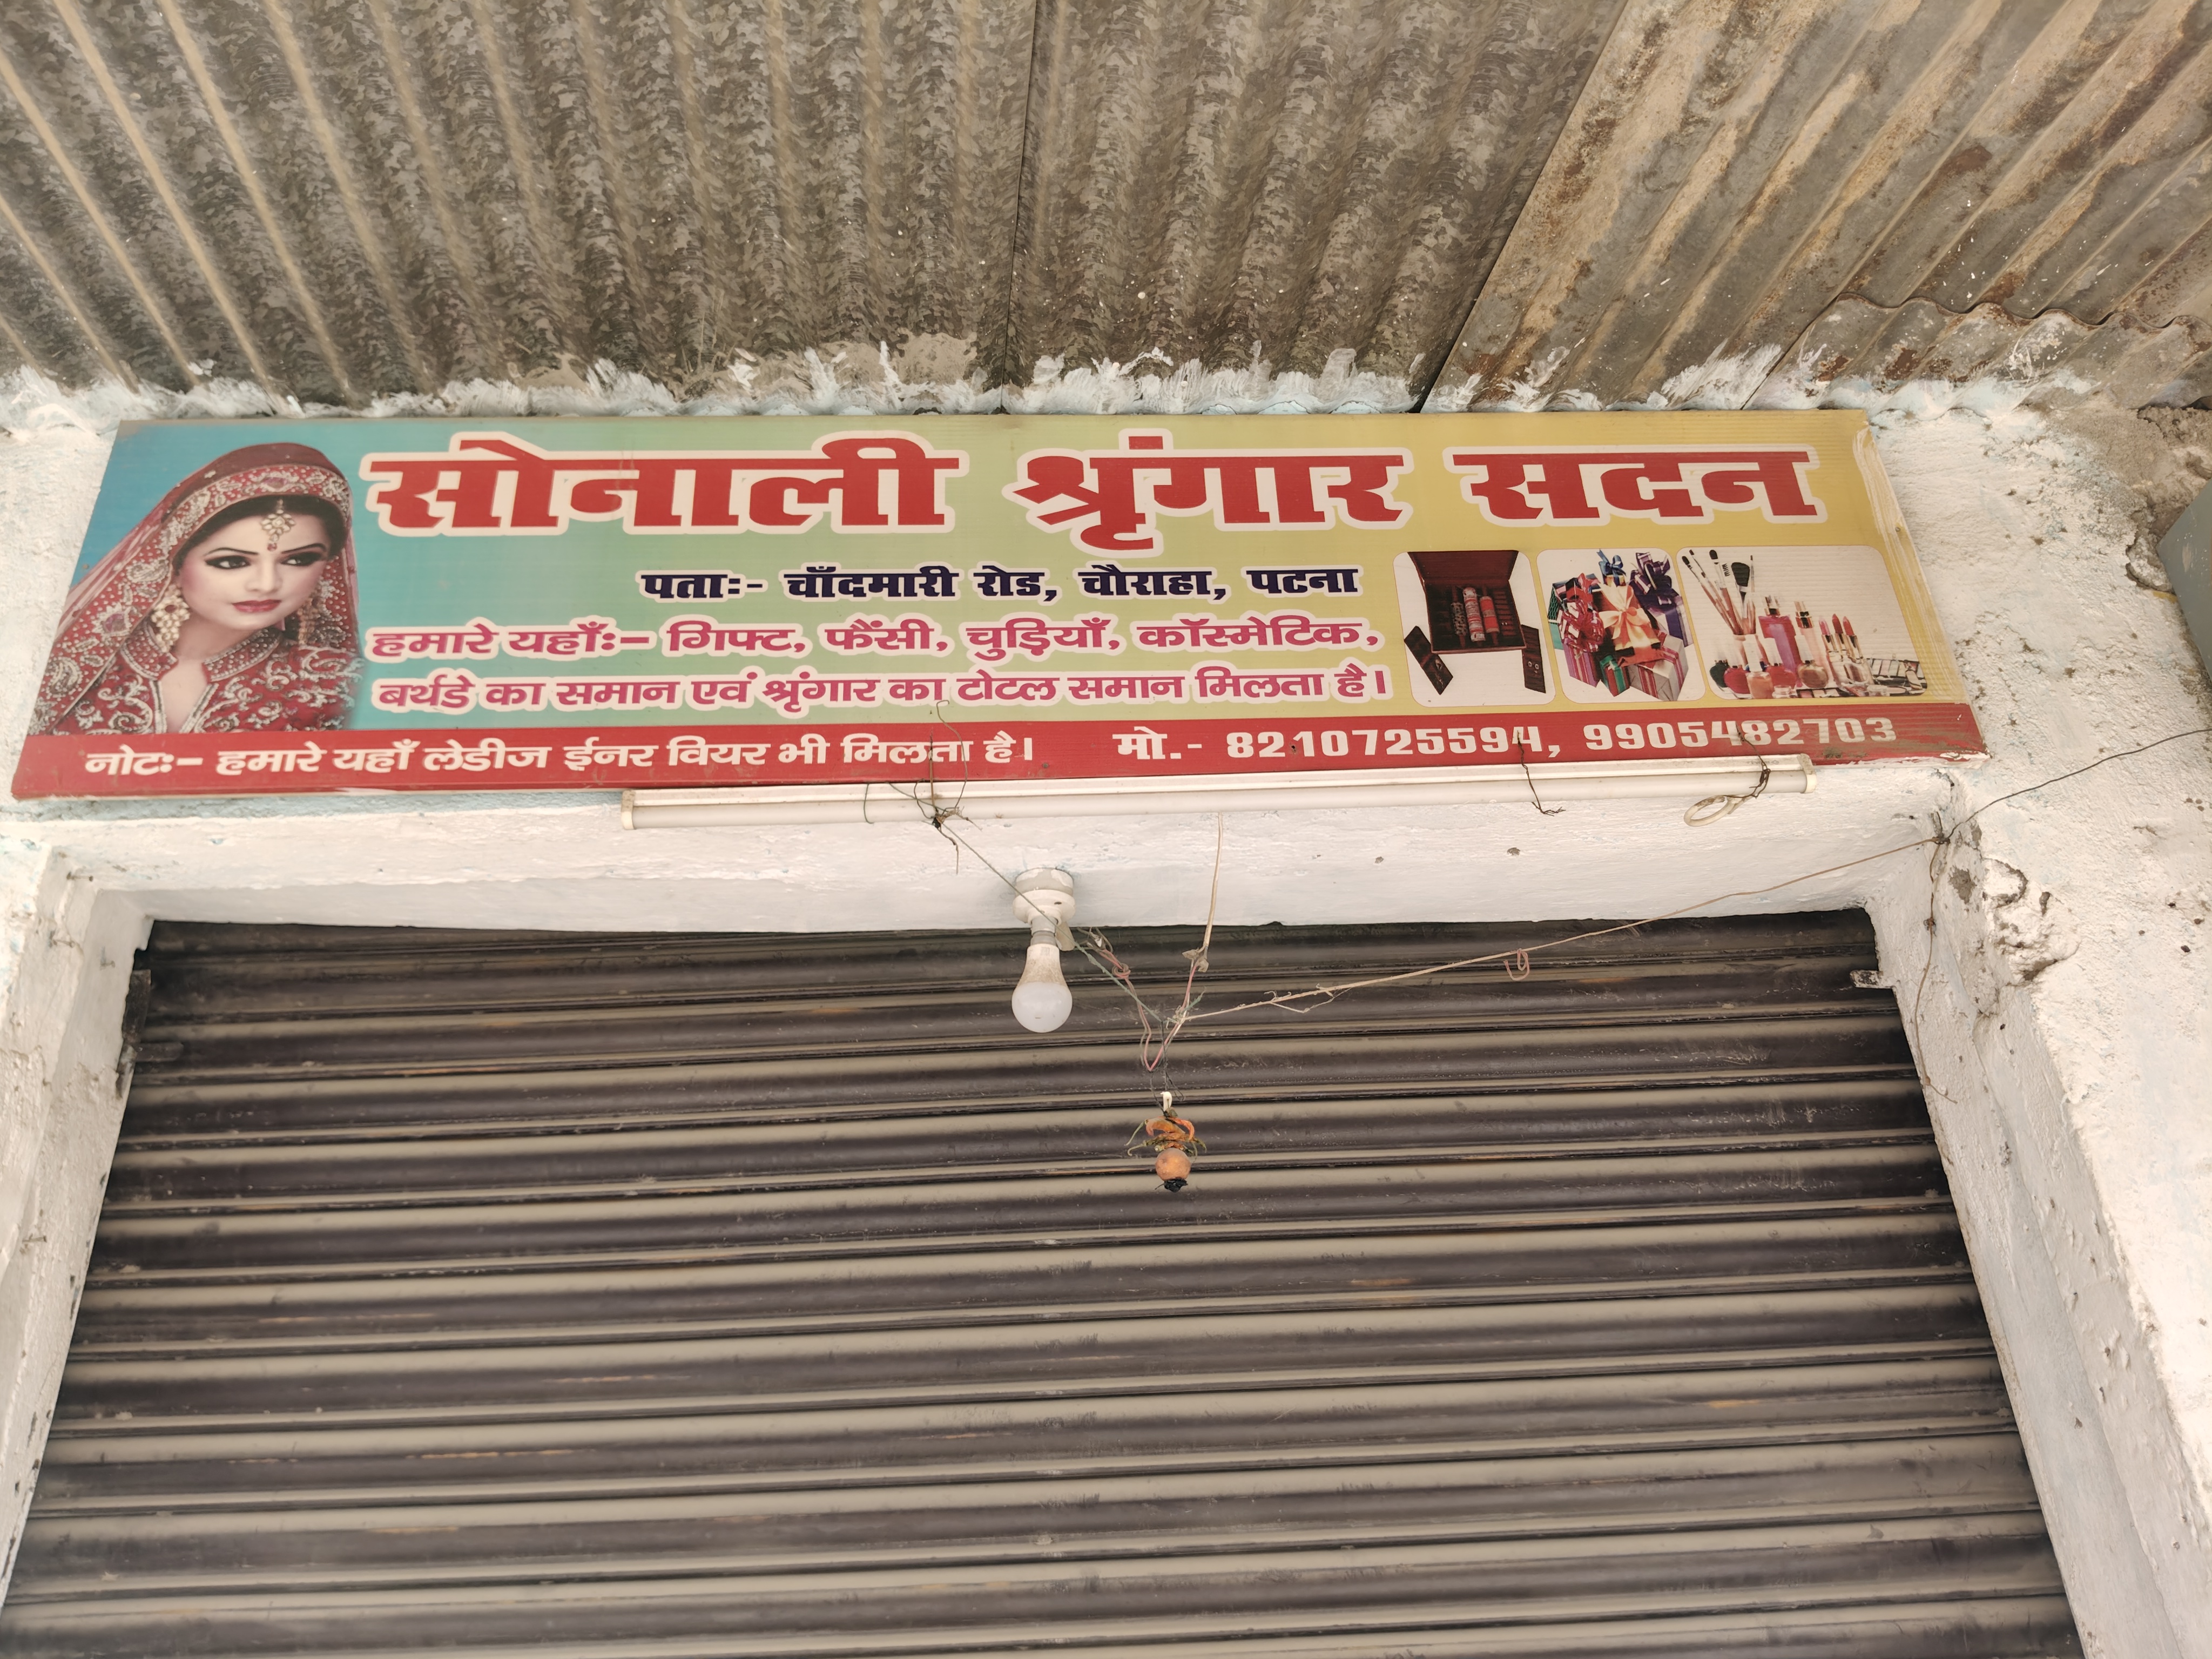 सोनाली श्रृंगार सदन
पताः- चाँदमारी रोड, चौराहा, पटना
हमारे यहाँः- गिफ्ट, फैंसी, चुड़ियाँ, कॉस्मेटिक,
बर्थडे का समान एवं श्रृंगार का टोटल समान मिलता है।
नोटः- हमारे यहाँ लेडीज ईनर वियर भी मिलता है। मो.- 8210725594, 9905482703